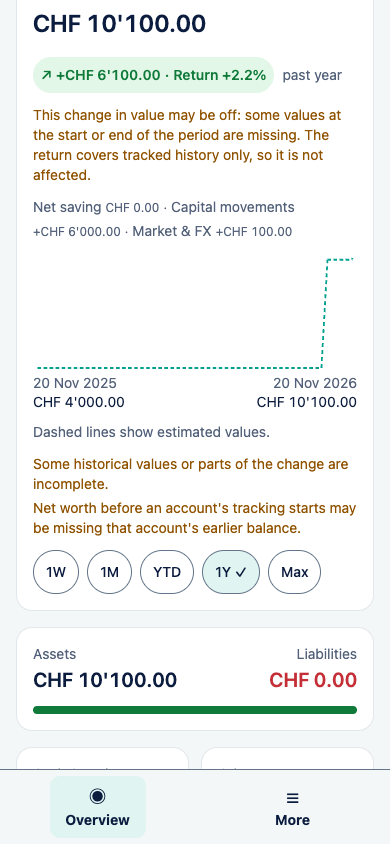 CHF 10'100.00
↗ +CHF 6'100.00 · Return +2.2% past year
This change in value may be off: some values at
the start or end of the period are missing. The
return covers tracked history only, so it is not
affected.
Net saving CHF 0.00 · Capital movements
+CHF 6'000.00 · Market & FX +CHF 100.00
20 Nov 2025 20 Nov 2026
CHF 4'000.00 CHF 10'100.00
Dashed lines show estimated values.
Some historical values or parts of the change are
incomplete.
Net worth before an account's tracking starts may
be missing that account's earlier balance.
1W 1M YTD 1Y ✓ Max
Assets Liabilities
CHF 10'100.00 CHF 0.00
Overview More